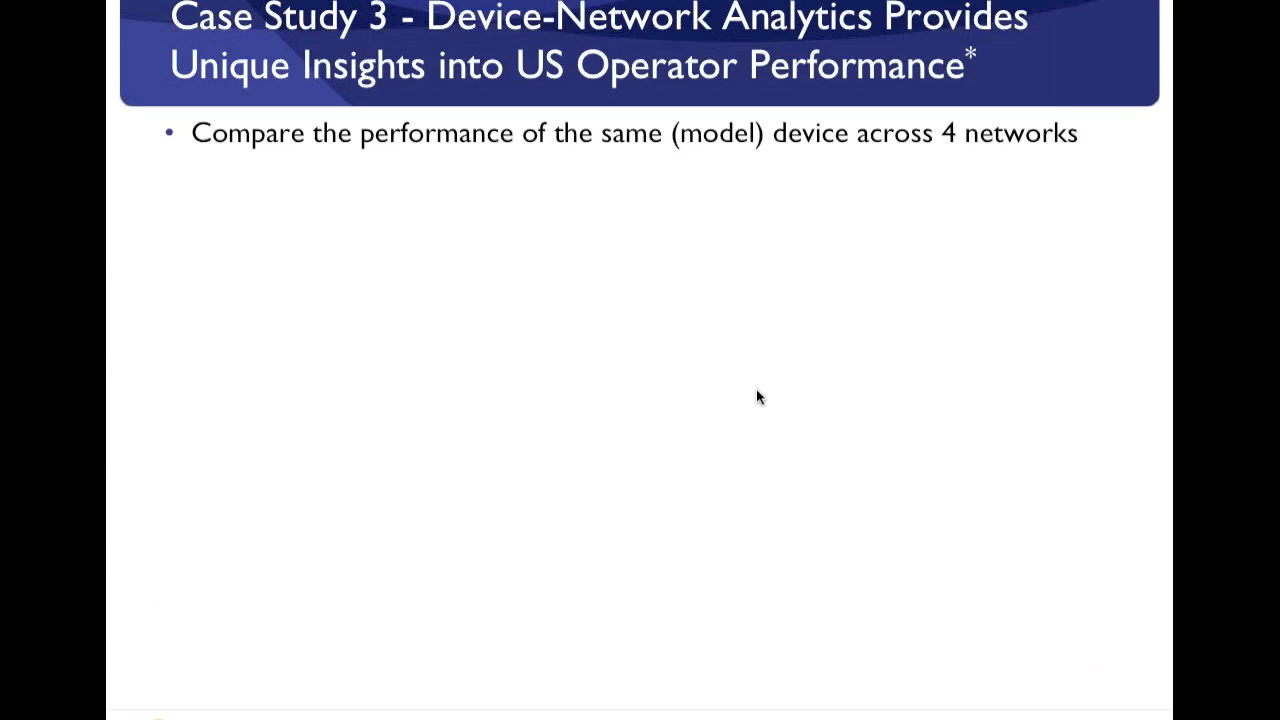 Case Study 3 - Device-Network Analytics Provides
Unique Insights into US Operator Performance*
• Compare the performance of the same (model) device across 4 networks